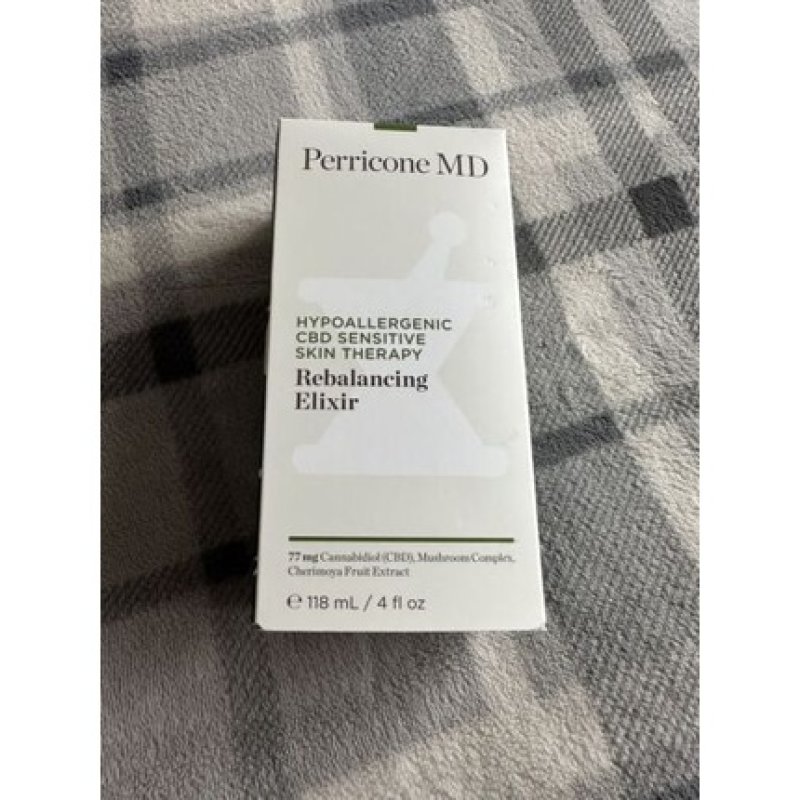 Perricone MD
HYPOALLERGENIC
CBD SENSITIVE
SKIN THERAPY
Rebalancing
Elixir
77 mg Cannabidiol (CBD), Mushroom Complex,
Cherimoya Fruit Extract
℮ 118 mL / 4 fl oz